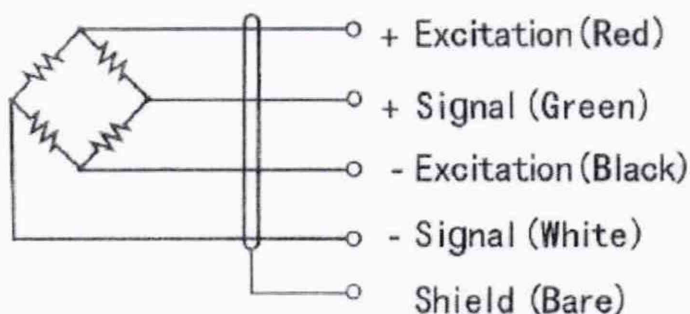 + Excitation(Red)
+ Signal(Green)
- Excitation(Black)
- Signal(White)
Shield(Bare)